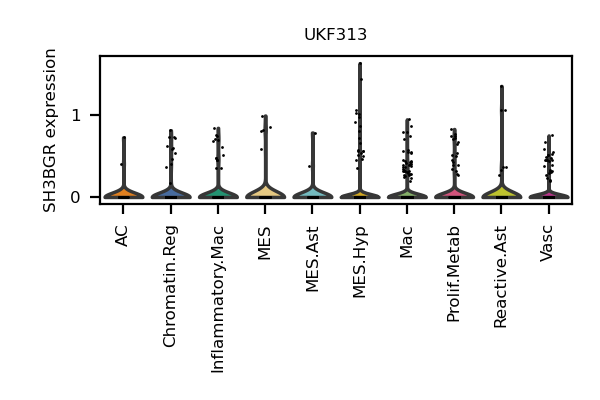 UKF313
SH3BGR expression
1
0
AC
Chromatin.Reg
Inflammatory.Mac
MES
MES.Ast
MES.Hyp
Mac
Prolif.Metab
Reactive.Ast
Vasc